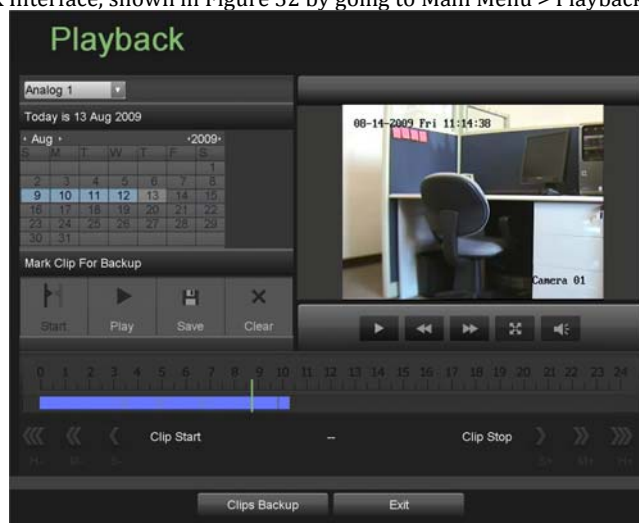 interface, shown in Figure 32 by going to Main Menu > Playback
Playback
Analog 1
Today is 13 Aug 2009
Aug 2009
S M T W T F S
1
2 3 4 5 6 7 8
9 10 11 12 13 14 15
16 17 18 19 20 21 22
23 24 25 26 27 28 29
30 31
Mark Clip For Backup
Start Play Save Clear
08-14-2009 Fri 11:14:38
Camera 01
0 1 2 3 4 5 6 7 8 9 10 11 12 13 14 15 16 17 18 19 20 21 22 23 24
Clip Start -- Clip Stop
H- M- S- S+ M+ H+
Clips Backup Exit